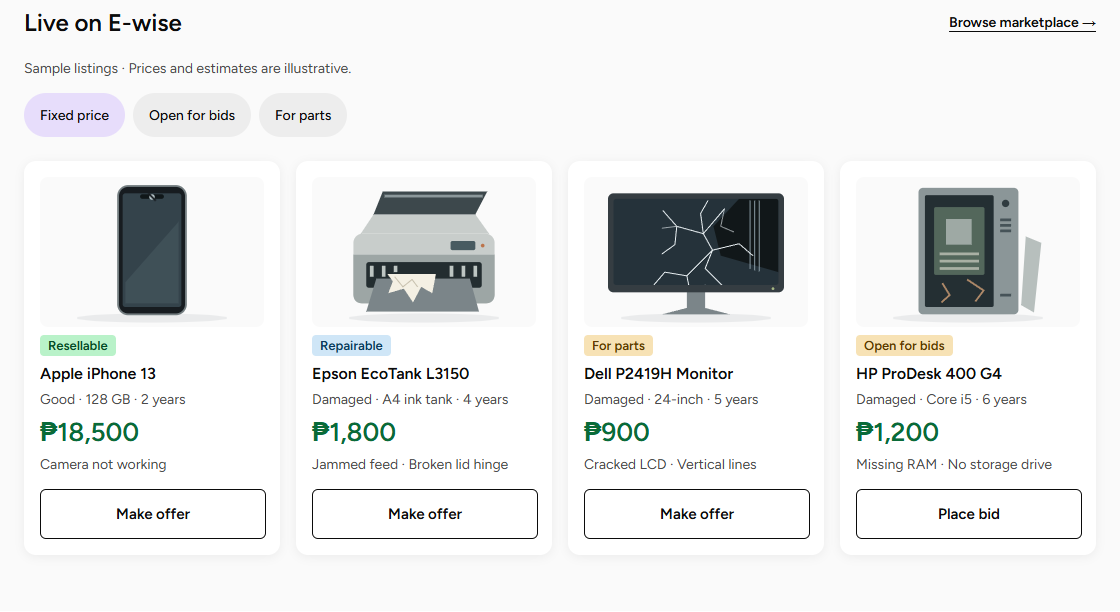 Live on E-wise
Browse marketplace →
Sample listings · Prices and estimates are illustrative.
Fixed price
Open for bids
For parts
Resellable
Apple iPhone 13
Good · 128 GB · 2 years
₱18,500
Camera not working
Make offer
Repairable
Epson EcoTank L3150
Damaged · A4 ink tank · 4 years
₱1,800
Jammed feed · Broken lid hinge
Make offer
For parts
Dell P2419H Monitor
Damaged · 24-inch · 5 years
₱900
Cracked LCD · Vertical lines
Make offer
Open for bids
HP ProDesk 400 G4
Damaged · Core i5 · 6 years
₱1,200
Missing RAM · No storage drive
Place bid